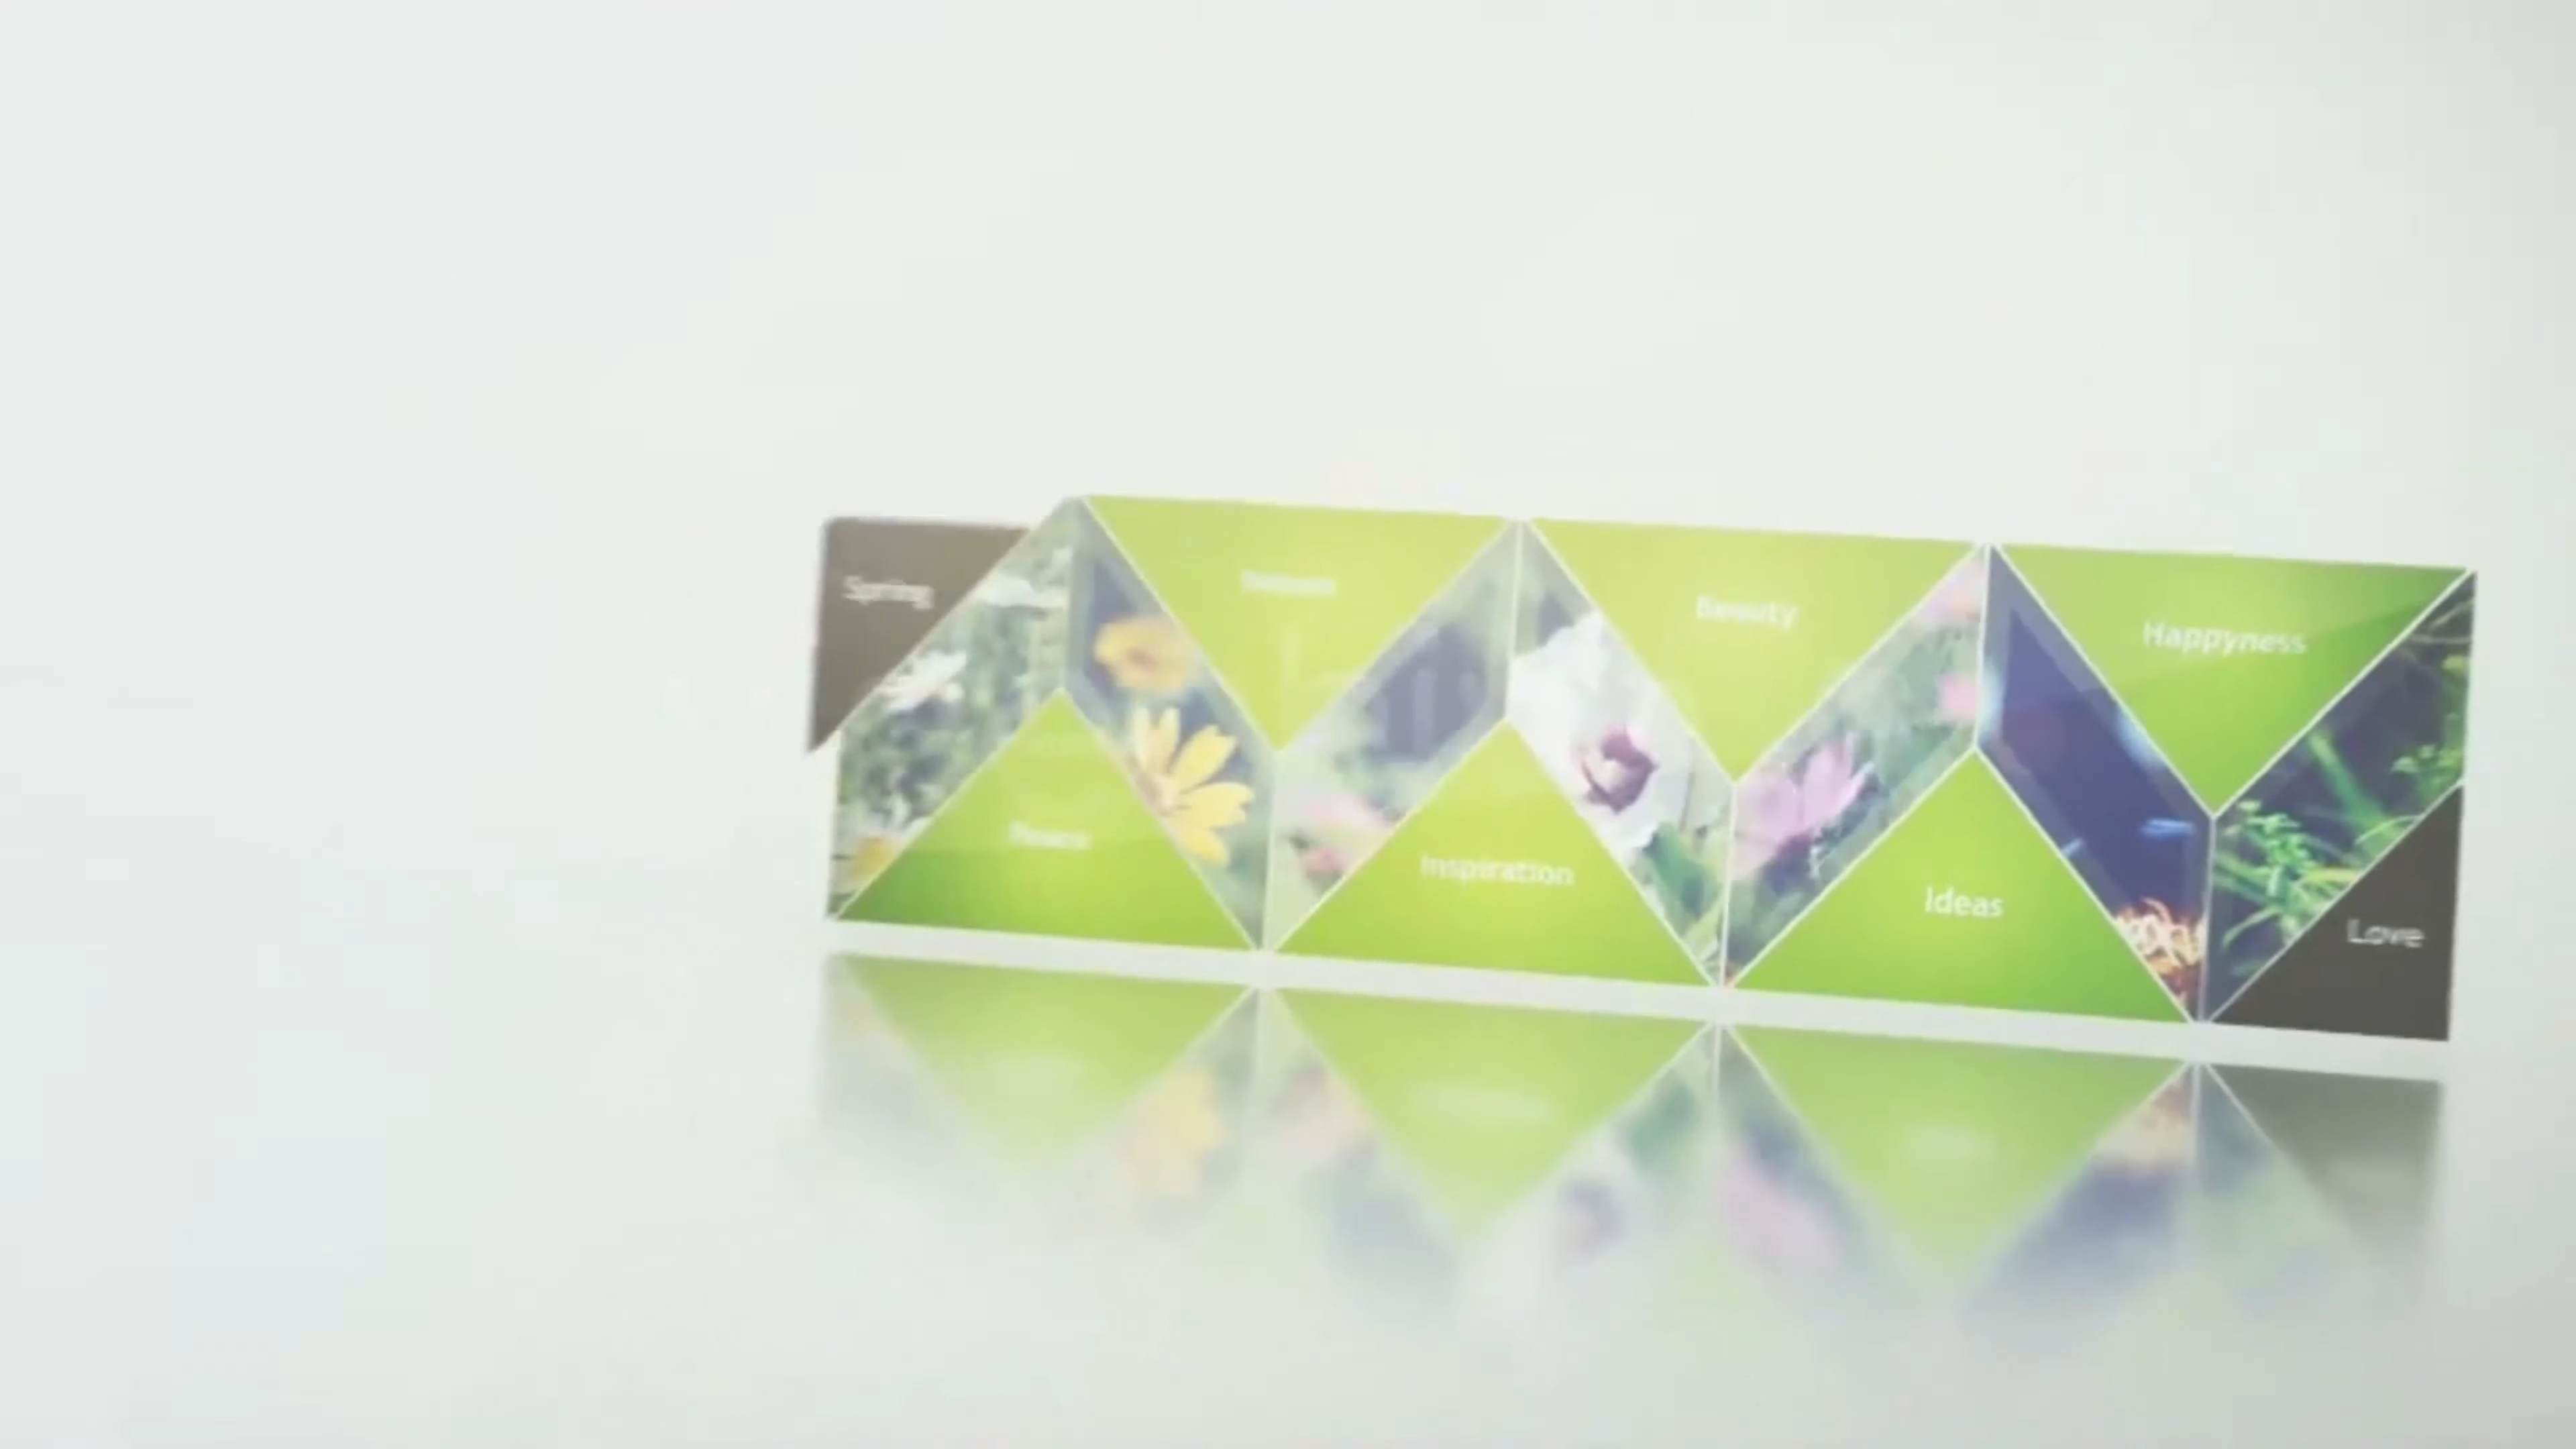 Spring
Beauty
Happyness
Inspiration
Ideas
Love